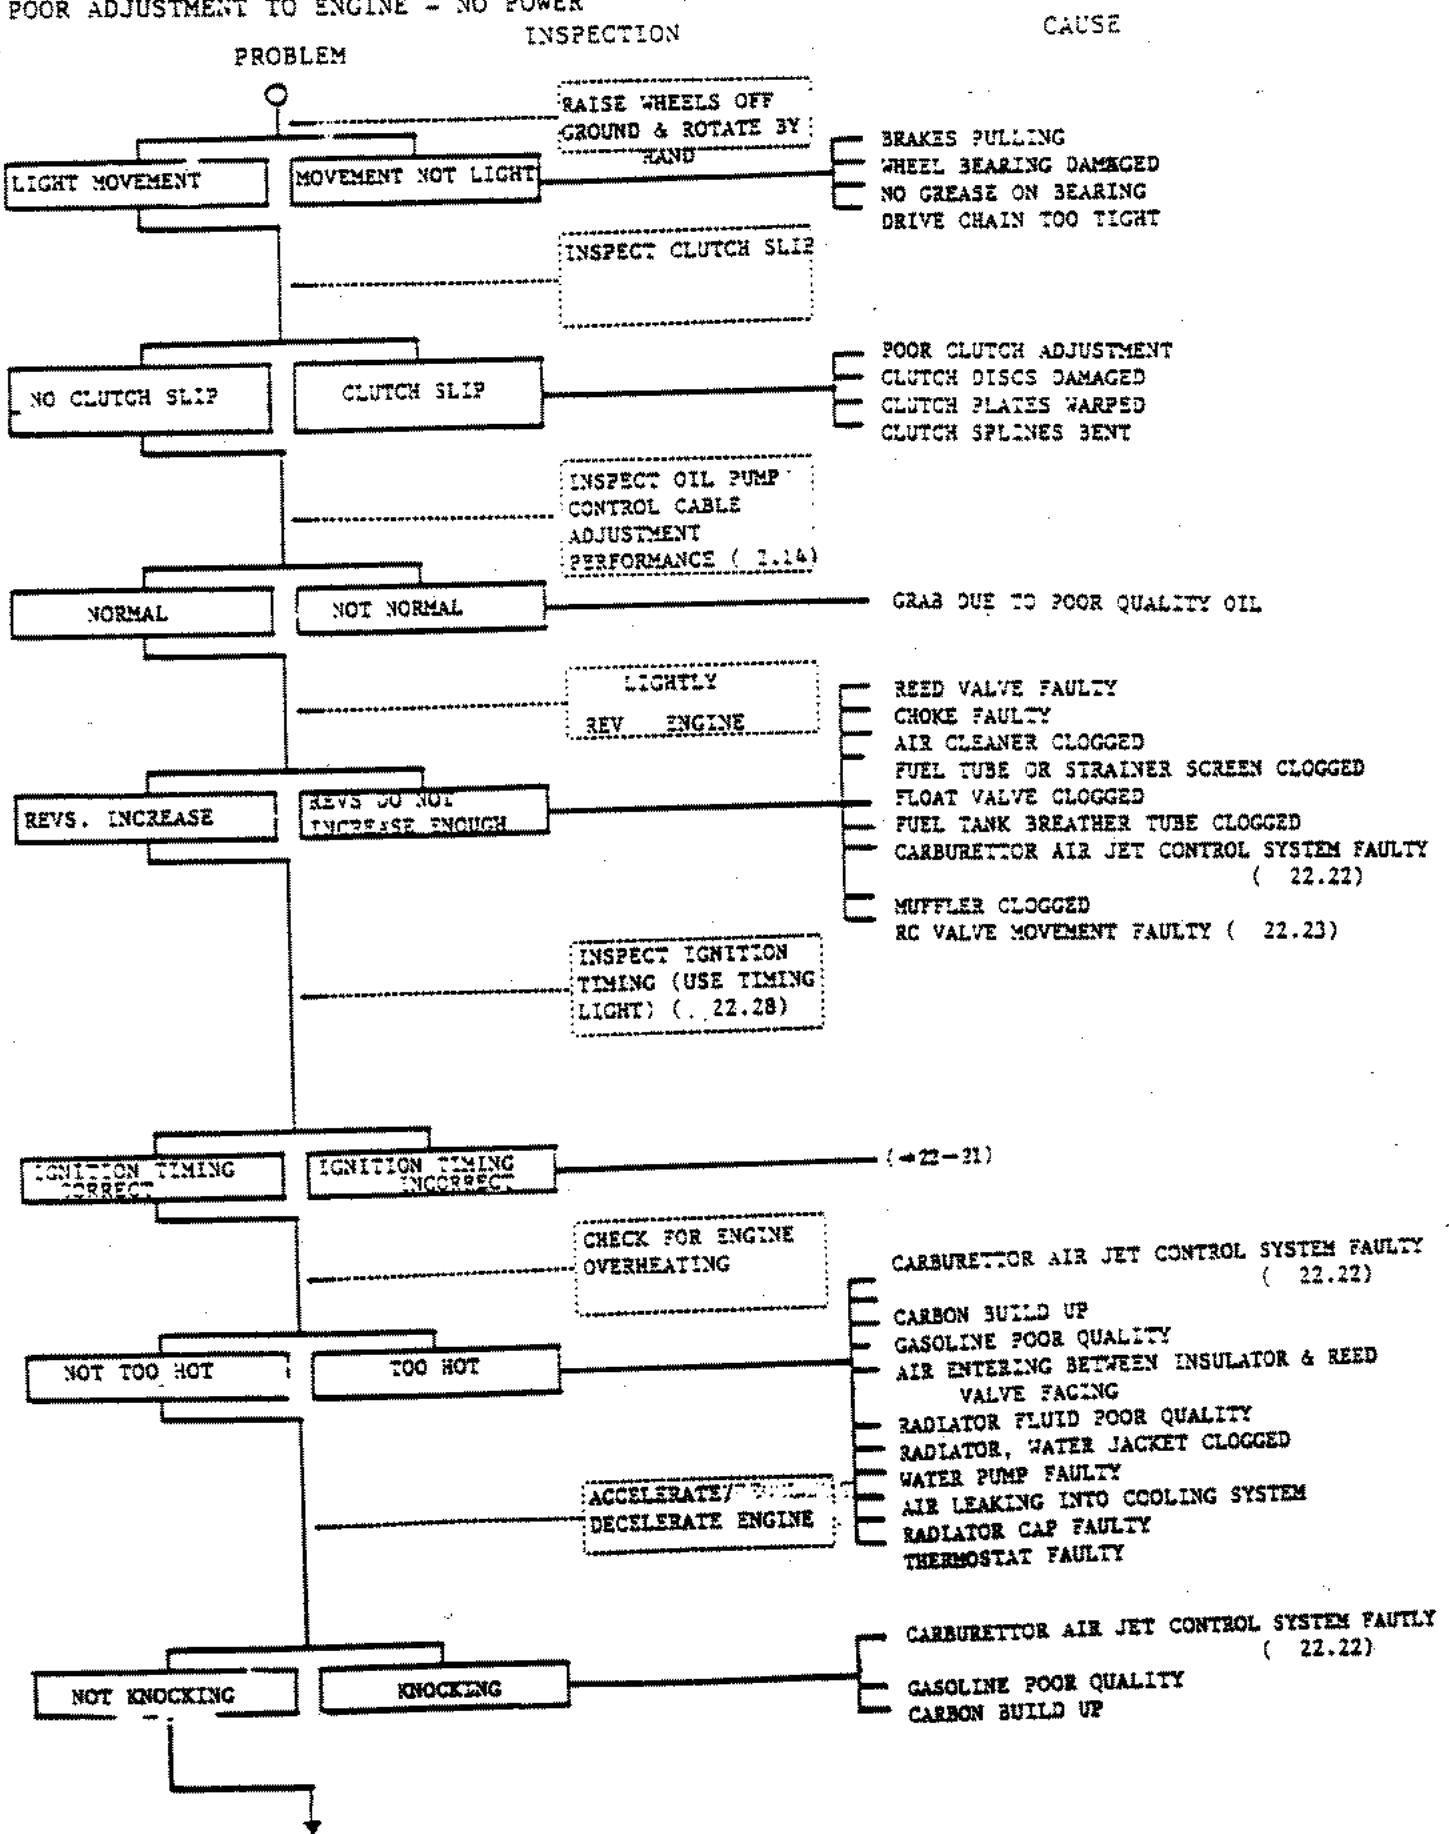 POOR ADJUSTMENT TO ENGINE - NO POWER
PROBLEM
INSPECTION
CAUSE
RAISE WHEELS OFF
GROUND & ROTATE BY
HAND
LIGHT MOVEMENT
MOVEMENT NOT LIGHT
BRAKES PULLING
WHEEL BEARING DAMAGED
NO GREASE ON BEARING
DRIVE CHAIN TOO TIGHT
INSPECT CLUTCH SLIP
NO CLUTCH SLIP
CLUTCH SLIP
POOR CLUTCH ADJUSTMENT
CLUTCH DISCS DAMAGED
CLUTCH PLATES WARPED
CLUTCH SPLINES BENT
INSPECT OIL PUMP
CONTROL CABLE
ADJUSTMENT
PERFORMANCE ( 2.14)
NORMAL
NOT NORMAL
GRAB DUE TO POOR QUALITY OIL
LIGHTLY
REV ENGINE
REVS. INCREASE
REVS DO NOT
INCREASE ENOUGH
REED VALVE FAULTY
CHOKE FAULTY
AIR CLEANER CLOGGED
FUEL TUBE OR STRAINER SCREEN CLOGGED
FLOAT VALVE CLOGGED
FUEL TANK BREATHER TUBE CLOGGED
CARBURETTOR AIR JET CONTROL SYSTEM FAULTY
( 22.22)
MUFFLER CLOGGED
RC VALVE MOVEMENT FAULTY ( 22.23)
INSPECT IGNITION
TIMING (USE TIMING
LIGHT) ( 22.28)
IGNITION TIMING
CORRECT
IGNITION TIMING
INCORRECT
(→22-21)
CHECK FOR ENGINE
OVERHEATING
NOT TOO HOT
TOO HOT
CARBURETTOR AIR JET CONTROL SYSTEM FAULTY
( 22.22)
CARBON BUILD UP
GASOLINE POOR QUALITY
AIR ENTERING BETWEEN INSULATOR & REED
VALVE FACING
RADIATOR FLUID POOR QUALITY
RADIATOR, WATER JACKET CLOGGED
WATER PUMP FAULTY
AIR LEAKING INTO COOLING SYSTEM
RADIATOR CAP FAULTY
THERMOSTAT FAULTY
ACCELERATE/
DECELERATE ENGINE
NOT KNOCKING
KNOCKING
CARBURETTOR AIR JET CONTROL SYSTEM FAUTLY
( 22.22)
GASOLINE POOR QUALITY
CARBON BUILD UP